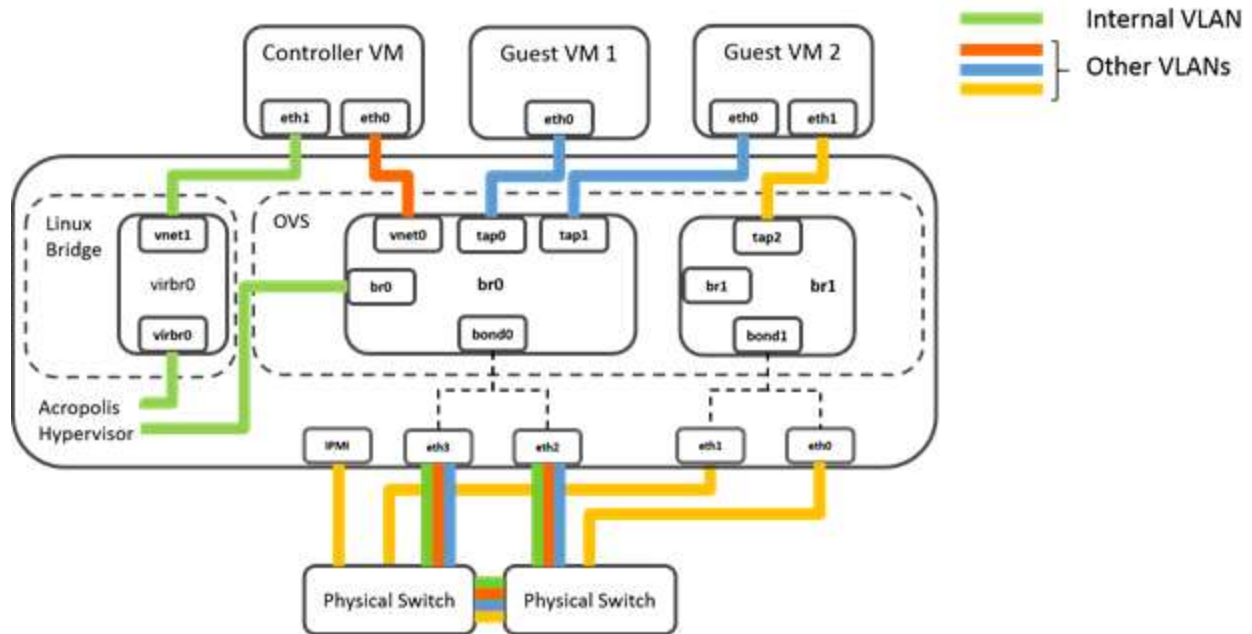 Internal VLAN
Other VLANs
Controller VM
Guest VM 1
Guest VM 2
eth1
eth0
eth0
eth0
eth1
Linux
Bridge
OVS
vnet1
vnet0
tap0
tap1
tap2
virbr0
br0
br0
br1
br1
virbr0
bond0
bond1
Acropolis
Hypervisor
IPMI
eth3
eth2
eth1
eth0
Physical Switch
Physical Switch